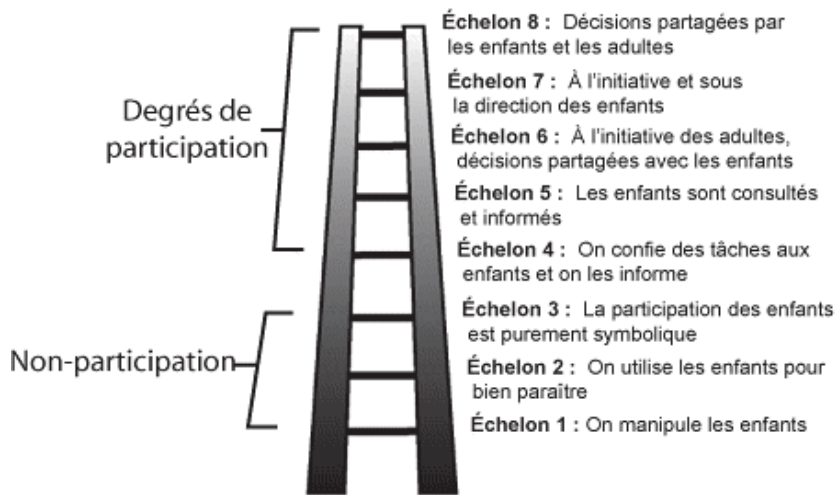 Échelon 8 : Décisions partagées par
les enfants et les adultes
Échelon 7 : À l'initiative et sous
la direction des enfants
Degrés de
participation
Échelon 6 : À l'initiative des adultes,
décisions partagées avec les enfants
Échelon 5 : Les enfants sont consultés
et informés
Échelon 4 : On confie des tâches aux
enfants et on les informe
Échelon 3 : La participation des enfants
est purement symbolique
Non-participation
Échelon 2 : On utilise les enfants pour
bien paraître
Échelon 1 : On manipule les enfants